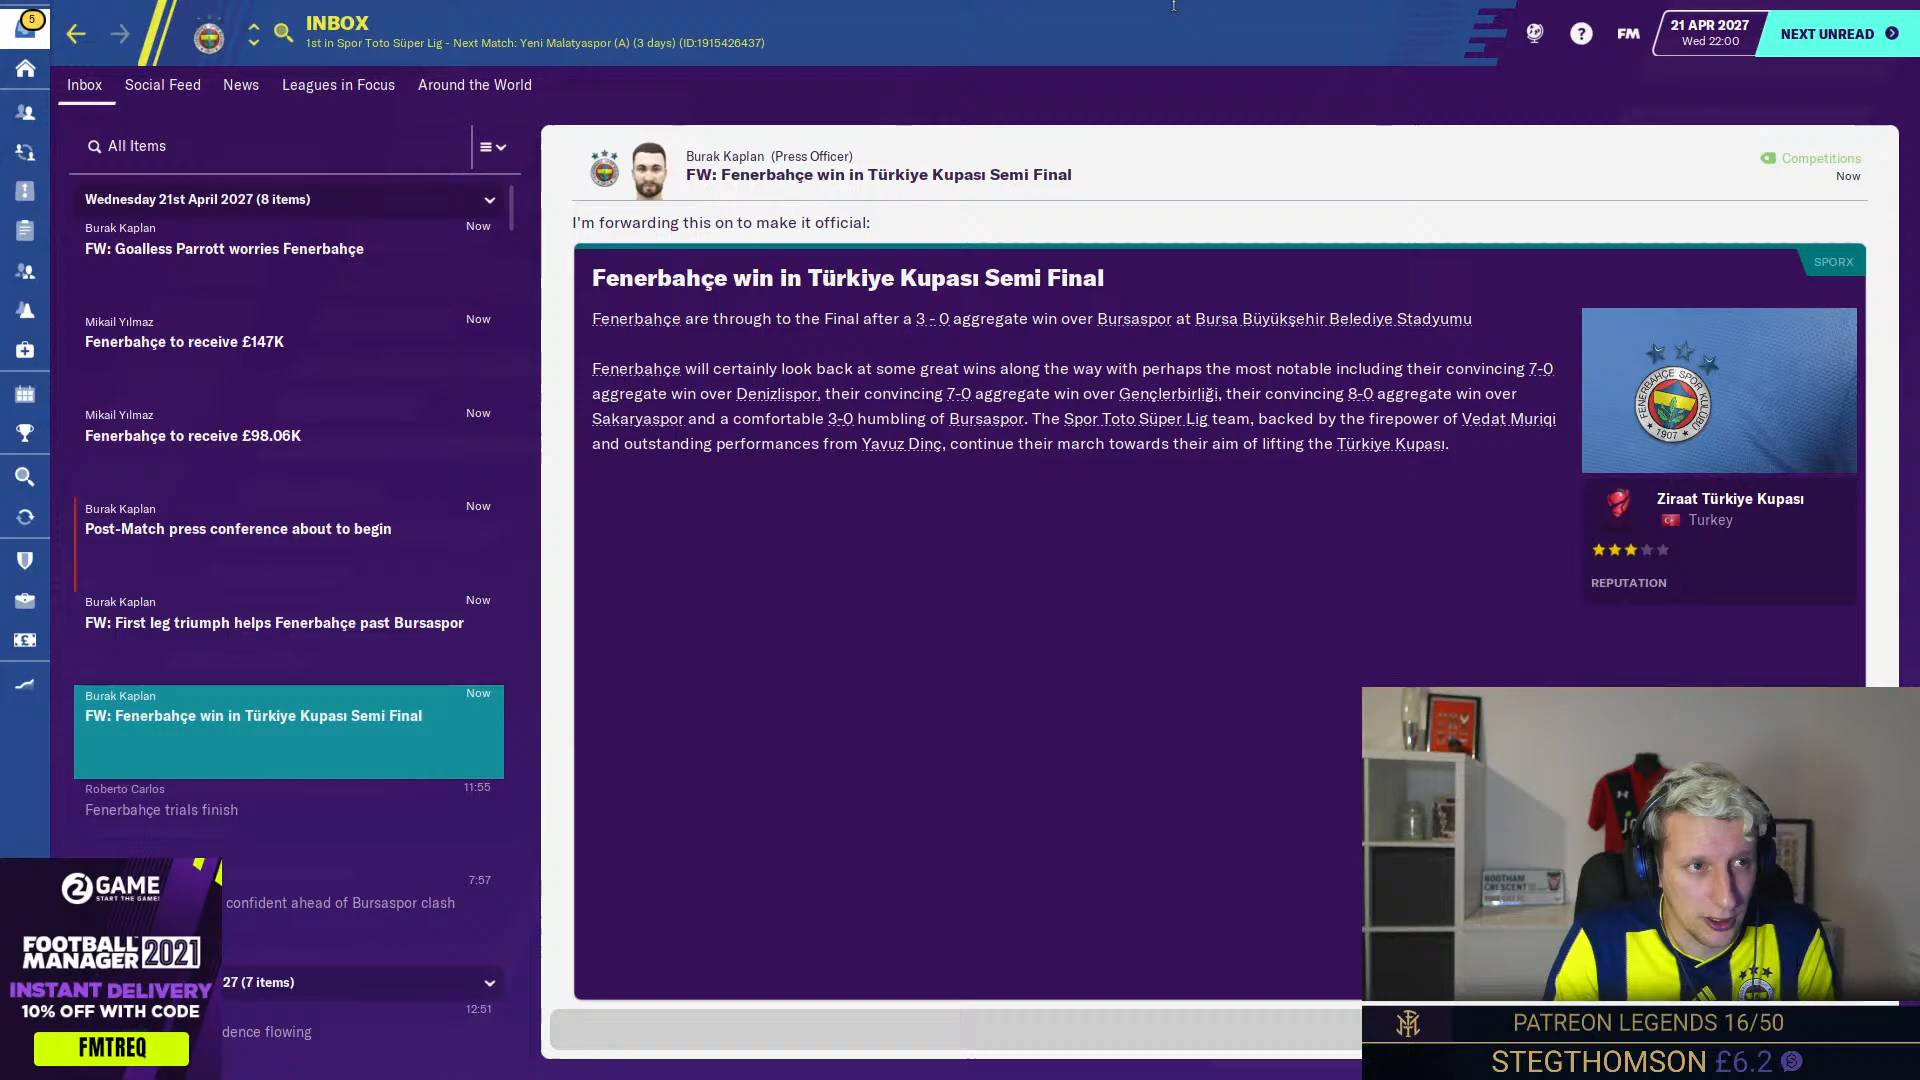 5
INBOX
1st in Spor Toto Süper Lig - Next Match: Yeni Malatyaspor (A) (3 days) (ID:1915426437)
FM
21 APR 2027
Wed 22:00
NEXT UNREAD
Inbox Social Feed News Leagues in Focus Around the World
All Items
Wednesday 21st April 2027 (8 items)
Burak Kaplan Now
FW: Goalless Parrott worries Fenerbahçe
Mikail Yılmaz Now
Fenerbahçe to receive £147K
Mikail Yılmaz Now
Fenerbahçe to receive £98.06K
Burak Kaplan Now
Post-Match press conference about to begin
Burak Kaplan Now
FW: First leg triumph helps Fenerbahçe past Bursaspor
Burak Kaplan Now
FW: Fenerbahçe win in Türkiye Kupası Semi Final
Roberto Carlos 11:55
Fenerbahçe trials finish
7:57
confident ahead of Bursaspor clash
27 (7 items)
12:51
dence flowing
Burak Kaplan (Press Officer)
FW: Fenerbahçe win in Türkiye Kupası Semi Final
Competitions
Now
I'm forwarding this on to make it official:
SPORX
Fenerbahçe win in Türkiye Kupası Semi Final
Fenerbahçe are through to the Final after a 3 - 0 aggregate win over Bursaspor at Bursa Büyükşehir Belediye Stadyumu
Fenerbahçe will certainly look back at some great wins along the way with perhaps the most notable including their convincing 7-0
aggregate win over Denizlispor, their convincing 7-0 aggregate win over Gençlerbirliği, their convincing 8-0 aggregate win over
Sakaryaspor and a comfortable 3-0 humbling of Bursaspor. The Spor Toto Süper Lig team, backed by the firepower of Vedat Muriqi
and outstanding performances from Yavuz Dinç, continue their march towards their aim of lifting the Türkiye Kupası.
FENERBAHÇE SPOR KULÜBÜ
1907
Ziraat Türkiye Kupası
Turkey
REPUTATION
2GAME
START THE GAME!
FOOTBALL
MANAGER 2021
INSTANT DELIVERY
10% OFF WITH CODE
FMTREQ
BOOTHAM
CRESCENT
PATREON LEGENDS 16/50
STEGTHOMSON £6.2